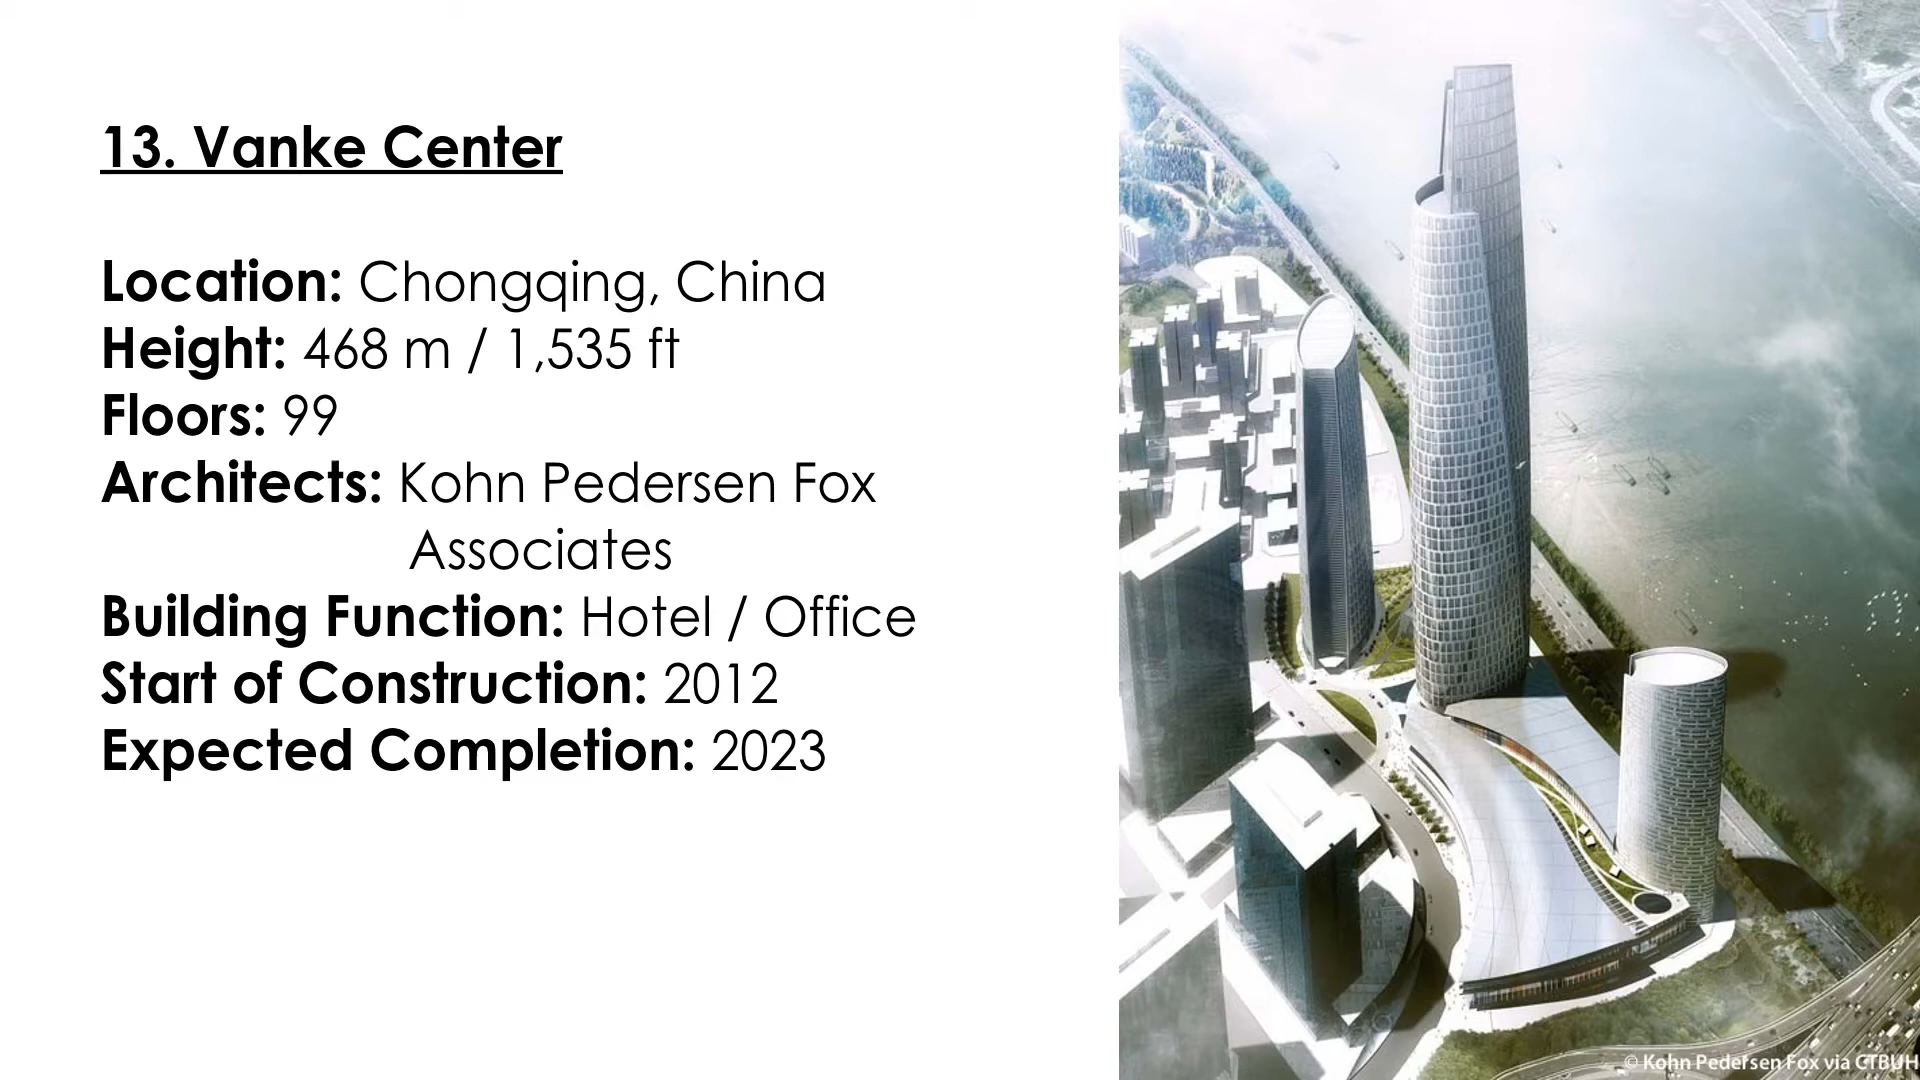 13. Vanke Center
Location: Chongqing, China
Height: 468 m / 1,535 ft
Floors: 99
Architects: Kohn Pedersen Fox
Associates
Building Function: Hotel / Office
Start of Construction: 2012
Expected Completion: 2023
© Kohn Pedersen Fox via CTBUH